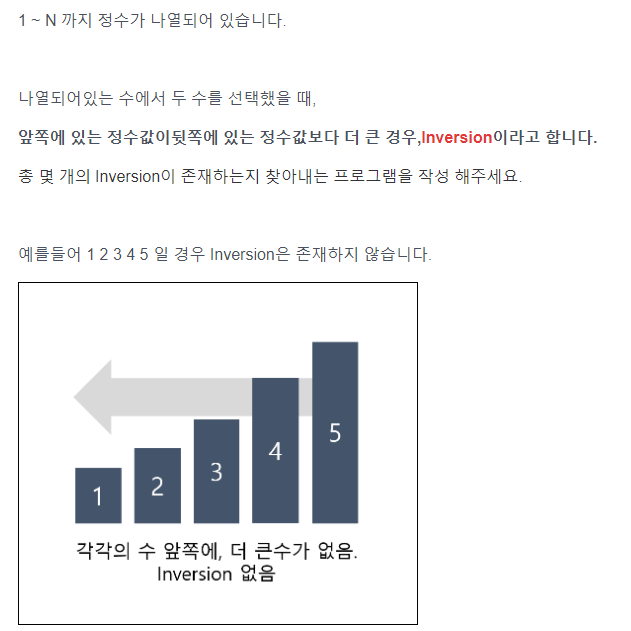 1 ~ N 까지 정수가 나열되어 있습니다.
나열되어있는 수에서 두 수를 선택했을 때,
앞쪽에 있는 정수값이뒷쪽에 있는 정수값보다 더 큰 경우,Inversion이라고 합니다.
총 몇 개의 Inversion이 존재하는지 찾아내는 프로그램을 작성 해주세요.
예를들어 1 2 3 4 5 일 경우 Inversion은 존재하지 않습니다.
1 2 3 4 5
각각의 수 앞쪽에, 더 큰수가 없음.
Inversion 없음